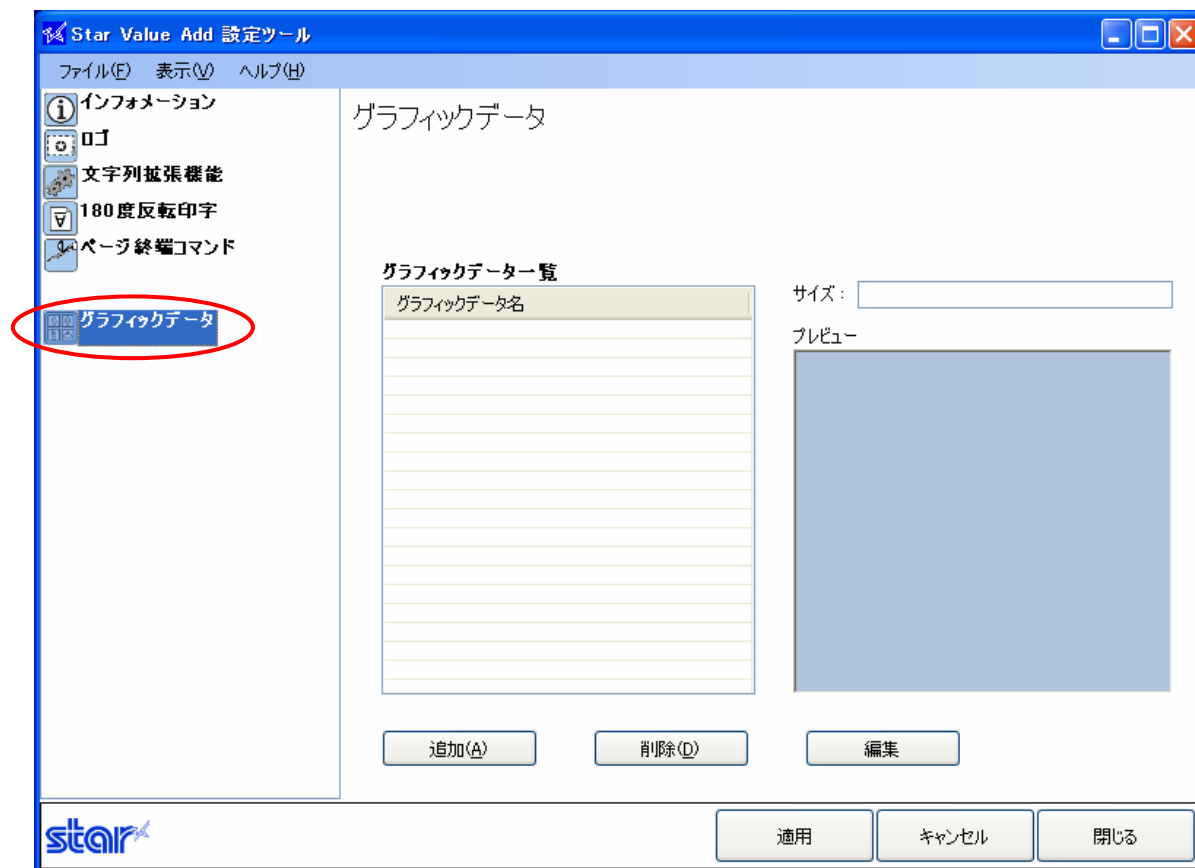 Star Value Add 設定ツール
ファイル(F) 表示(V) ヘルプ(H)
インフォメーション
ロゴ
文字列拡張機能
180度反転印字
ページ終端コマンド
グラフィックデータ
グラフィックデータ
グラフィックデータ一覧
グラフィックデータ名
サイズ:
プレビュー
追加(A) 削除(D) 編集
star
適用 キャンセル 閉じる